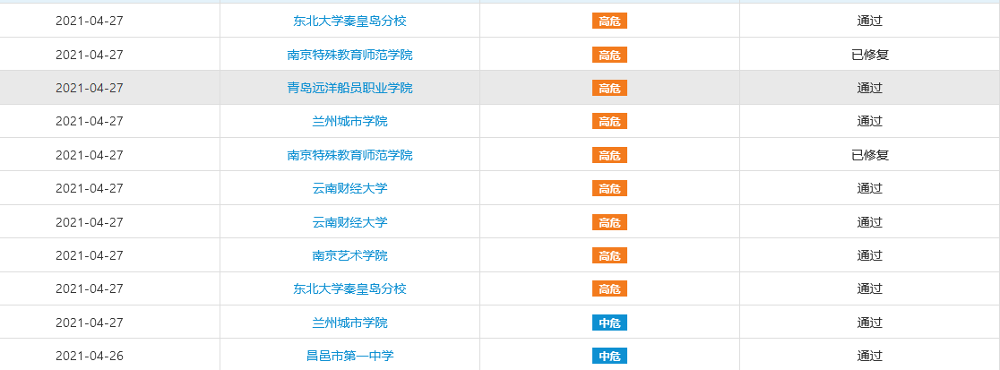 2021-04-27 东北大学秦皇岛分校 高危 通过
2021-04-27 南京特殊教育师范学院 高危 已修复
2021-04-27 青岛远洋船员职业学院 高危 通过
2021-04-27 兰州城市学院 高危 通过
2021-04-27 南京特殊教育师范学院 高危 已修复
2021-04-27 云南财经大学 高危 通过
2021-04-27 云南财经大学 高危 通过
2021-04-27 南京艺术学院 高危 通过
2021-04-27 东北大学秦皇岛分校 高危 通过
2021-04-27 兰州城市学院 中危 通过
2021-04-26 昌邑市第一中学 中危 通过